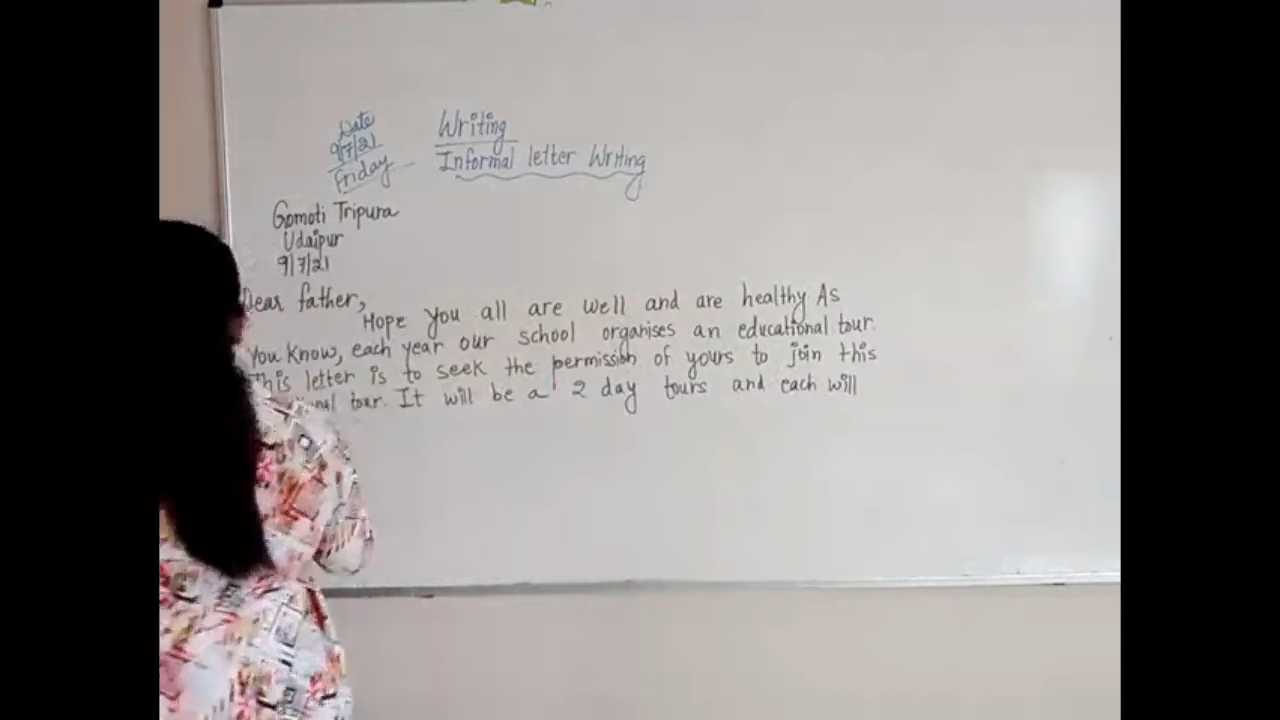 Date
9/7/21
Friday
Writing
Informal letter Writing
Gomoti Tripura
Udaipur
9/7/21
Dear father,
Hope you all are well and are healthy As
you know, each year our school organises an educational tour.
This letter is to seek the permission of yours to join this
tour. It will be a 2 day tours and each will